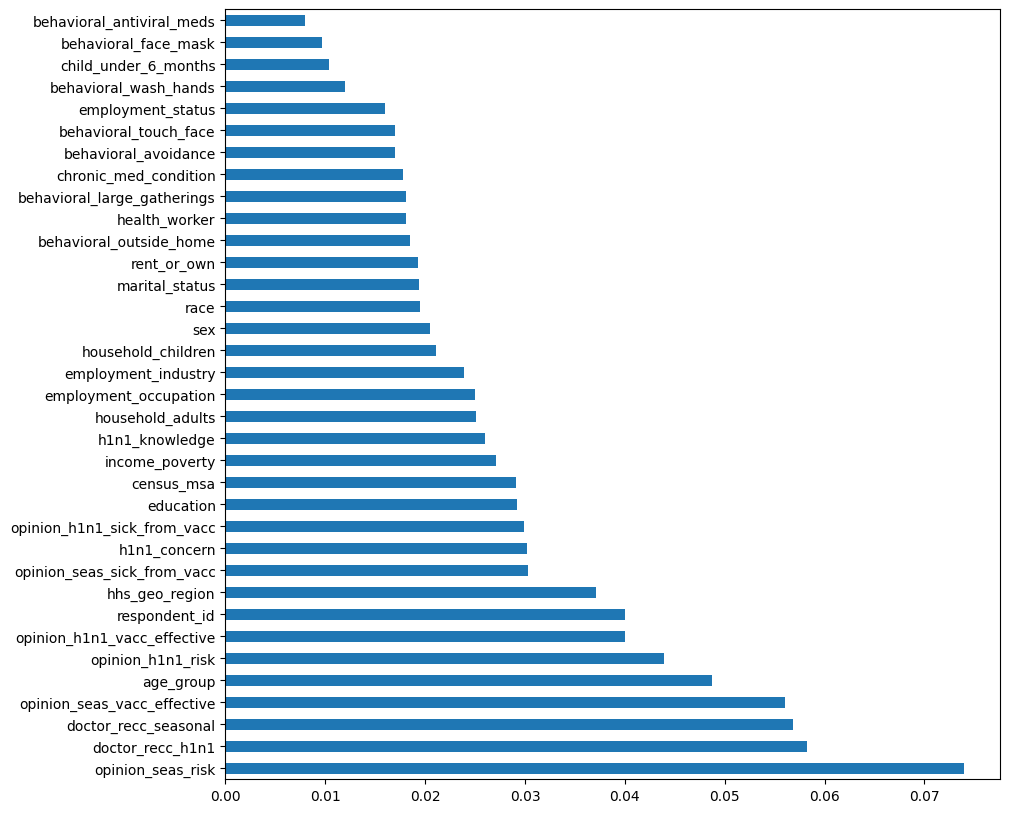 behavioral_antiviral_meds
behavioral_face_mask
child_under_6_months
behavioral_wash_hands
employment_status
behavioral_touch_face
behavioral_avoidance
chronic_med_condition
behavioral_large_gatherings
health_worker
behavioral_outside_home
rent_or_own
marital_status
race
sex
household_children
employment_industry
employment_occupation
household_adults
h1n1_knowledge
income_poverty
census_msa
education
opinion_h1n1_sick_from_vacc
h1n1_concern
opinion_seas_sick_from_vacc
hhs_geo_region
respondent_id
opinion_h1n1_vacc_effective
opinion_h1n1_risk
age_group
opinion_seas_vacc_effective
doctor_recc_seasonal
doctor_recc_h1n1
opinion_seas_risk
0.00 0.01 0.02 0.03 0.04 0.05 0.06 0.07